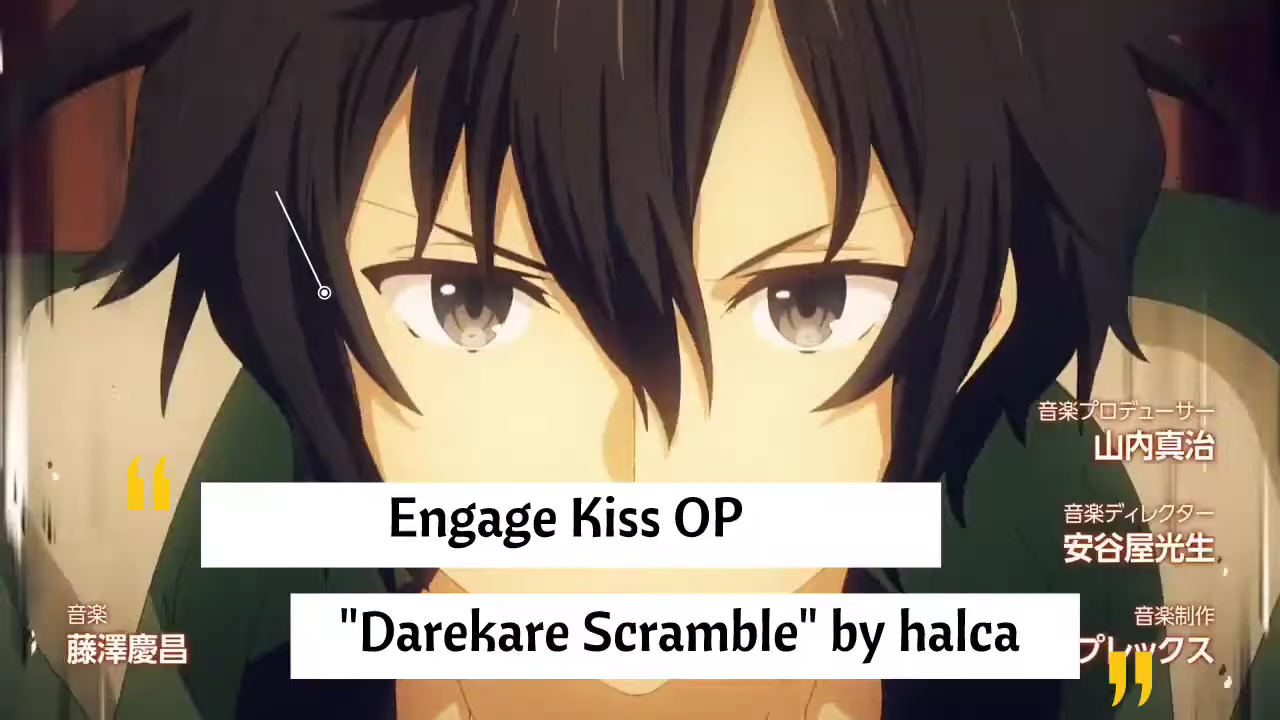 音楽プロデューサー
山内真治
“
Engage Kiss OP
音楽ディレクター
安谷屋光生
"Darekare Scramble" by halca
音楽
藤澤慶昌
音楽制作
プレックス
”